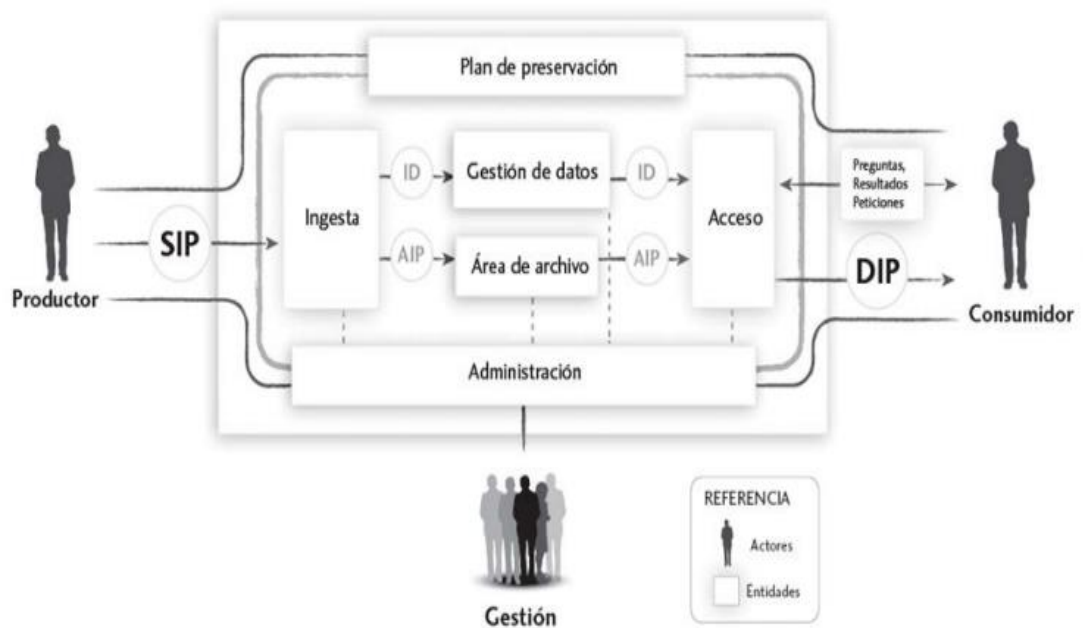 Plan de preservación
ID
Gestión de datos
ID
Ingesta
Acceso
Preguntas,
Resultados
Peticiones
SIP
AIP
Área de archivo
AIP
DIP
Productor
Consumidor
Administración
Gestión
REFERENCIA
Actores
Entidades